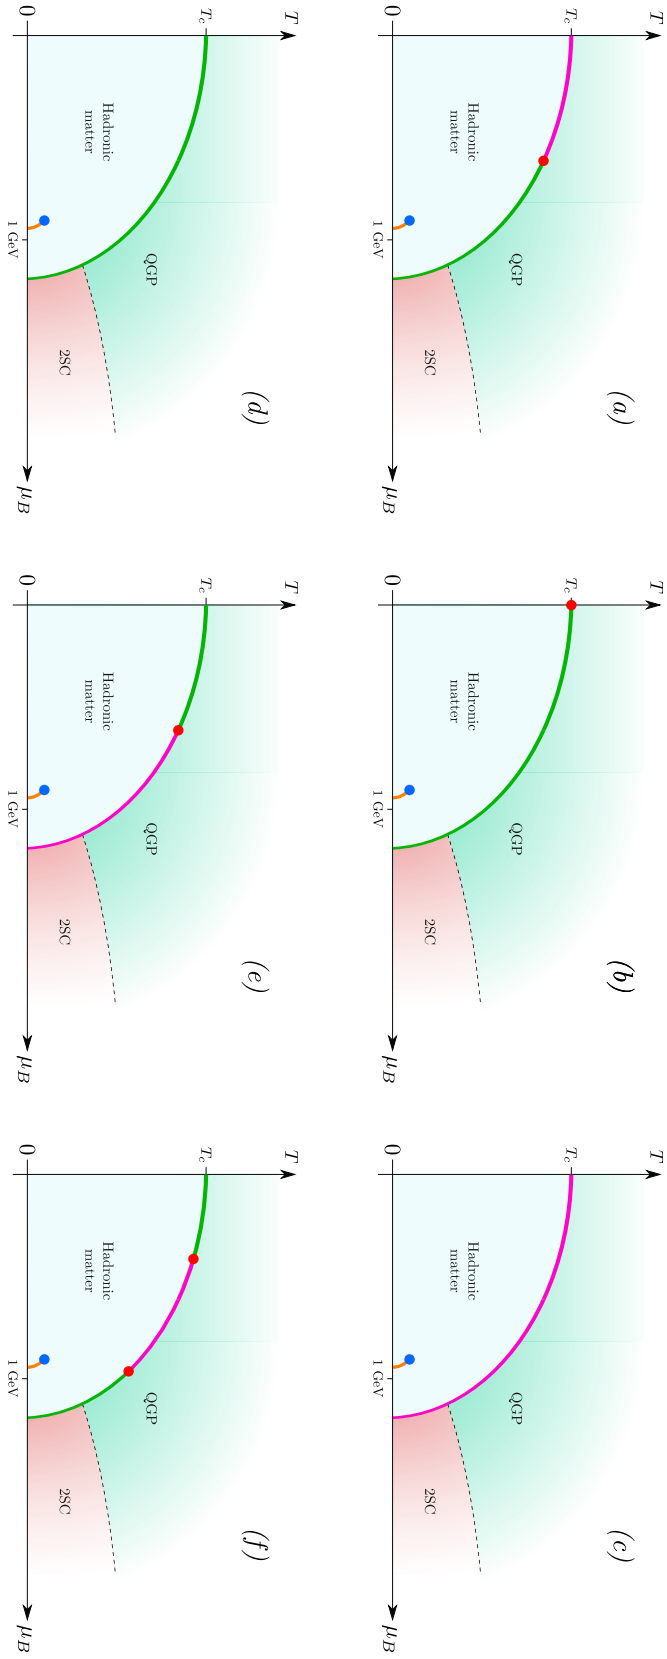 T
T_c
Hadronic
matter
QGP
2SC
0
1 GeV
μ_B
(a)
T
T_c
Hadronic
matter
QGP
2SC
0
1 GeV
μ_B
(b)
T
T_c
Hadronic
matter
QGP
2SC
0
1 GeV
μ_B
(c)
T
T_c
Hadronic
matter
QGP
2SC
0
1 GeV
μ_B
(d)
T
T_c
Hadronic
matter
QGP
2SC
0
1 GeV
μ_B
(e)
T
T_c
Hadronic
matter
QGP
2SC
0
1 GeV
μ_B
(f)